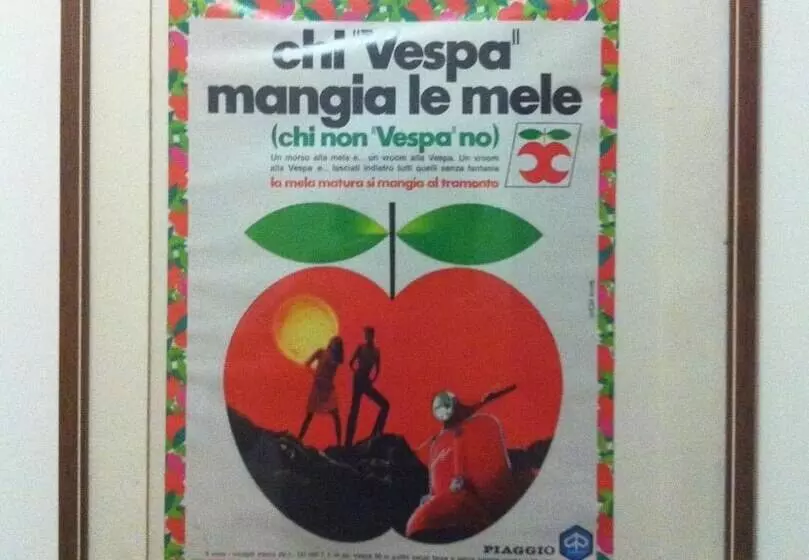 chi "Vespa"
mangia le mele
(chi non "Vespa" no)
Un morso alla mela e... un vroom alla Vespa. Un vroom
alla Vespa e... lasciati indietro tutti quelli senza fantasia
la mela matura si mangia al tramonto
PIAGGIO